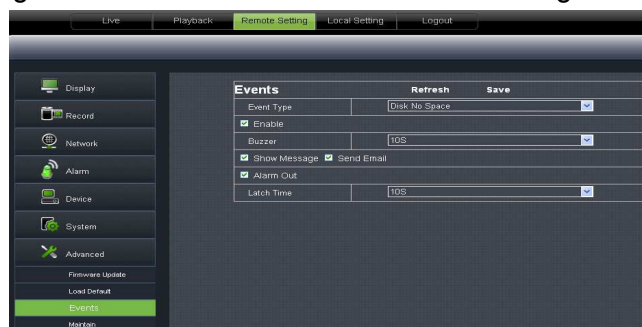 Live Playback Remote Setting Local Setting Logout
Display
Record
Network
Alarm
Device
System
Advanced
Firmware Update
Load Default
Events
Maintain
Events Refresh Save
Event Type Disk No Space
Enable
Buzzer 10S
Show Message Send Email
Alarm Out
Latch Time 10S